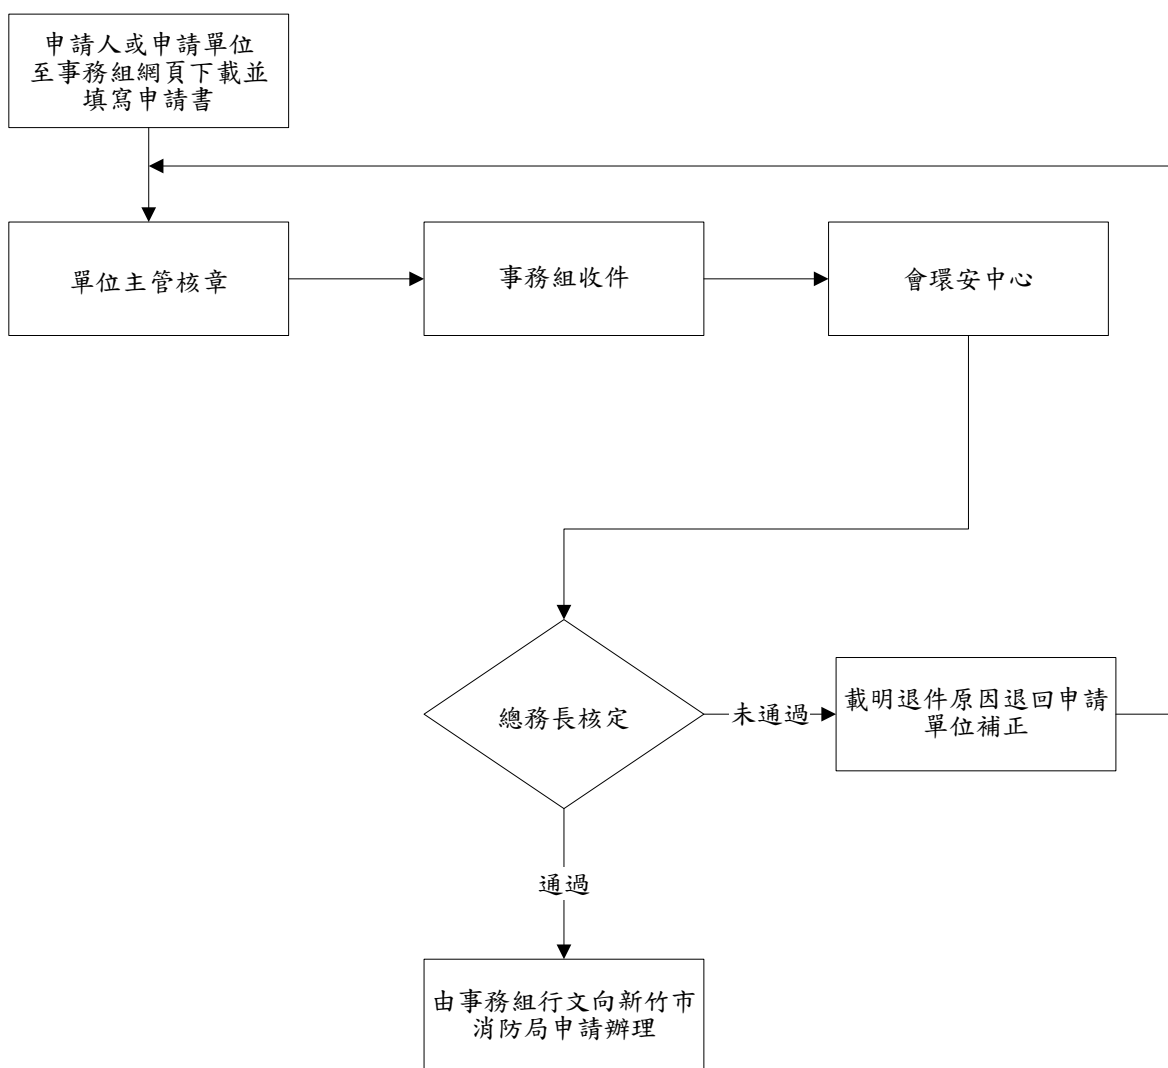 申請人或申請單位
至事務組網頁下載並
填寫申請書
單位主管核章
事務組收件
會環安中心
總務長核定
未通過
載明退件原因退回申請
單位補正
通過
由事務組行文向新竹市
消防局申請辦理